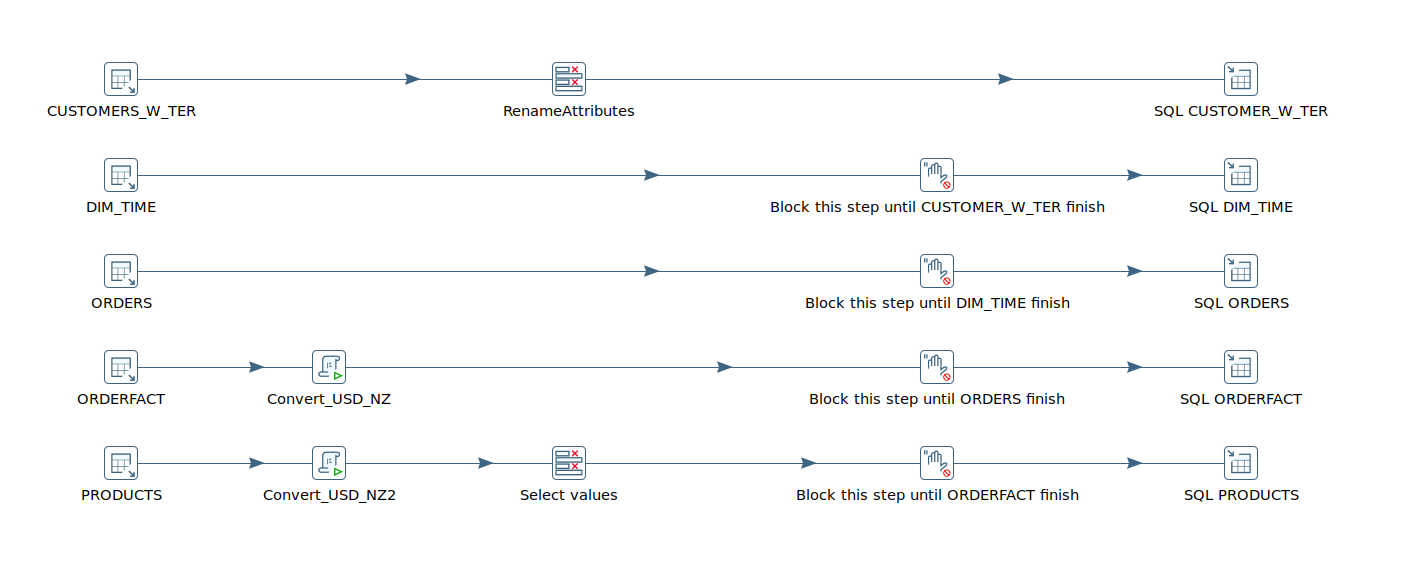 CUSTOMERS_W_TER
RenameAttributes
SQL CUSTOMER_W_TER
DIM_TIME
Block this step until CUSTOMER_W_TER finish
SQL DIM_TIME
ORDERS
Block this step until DIM_TIME finish
SQL ORDERS
ORDERFACT
Convert_USD_NZ
Block this step until ORDERS finish
SQL ORDERFACT
PRODUCTS
Convert_USD_NZ2
Select values
Block this step until ORDERFACT finish
SQL PRODUCTS